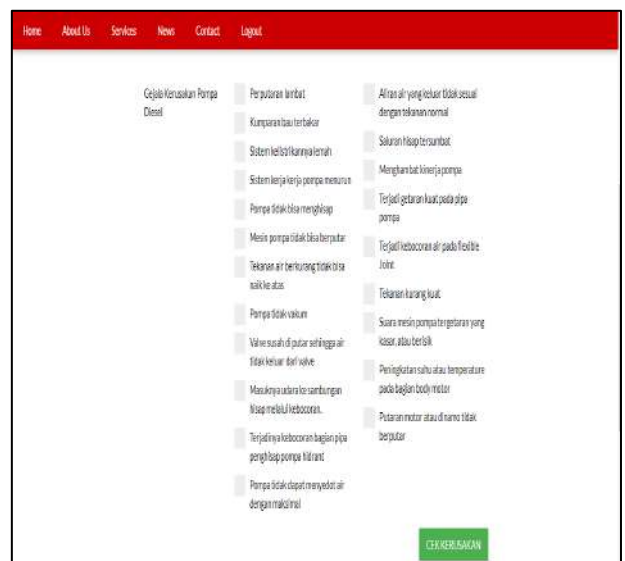 Home About Us Services News Contact Logout
Gejala Kerusakan Pompa
Diesel
Perputaran lambat
Kumparan bau terbakar
Sistem kelistrikannya lemah
Sistem kerja kerja pompa menurun
Pompa tidak bisa menghisap
Mesin pompa tidak bisa berputar
Tekanan air berkurang tidak bisa
naik ke atas
Pompa tidak vakum
Valve susah di putar sehingga air
tidak keluar dari valve
Masuknya udara ke sambungan
hisap melalui kebocoran.
Terjadinya kebocoran bagian pipa
penghisap pompa hidrant
Pompa tidak dapat menyedot air
dengan maksimal
Aliran air yang keluar tidak sesuai
dengan tekanan normal
Saluran hisap tersumbat
Menghambat kinerja pompa
Terjadi getaran kuat pada pipa
pompa
Terjadi kebocoran air pada flexible
Joint
Tekanan kurang kuat
Suara mesin pompa tergetaran yang
kasar, atau berisik
Peningkatan suhu atau temperature
pada bagian body motor
Putaran motor atau dinamo tidak
berputar
CEK KERUSAKAN